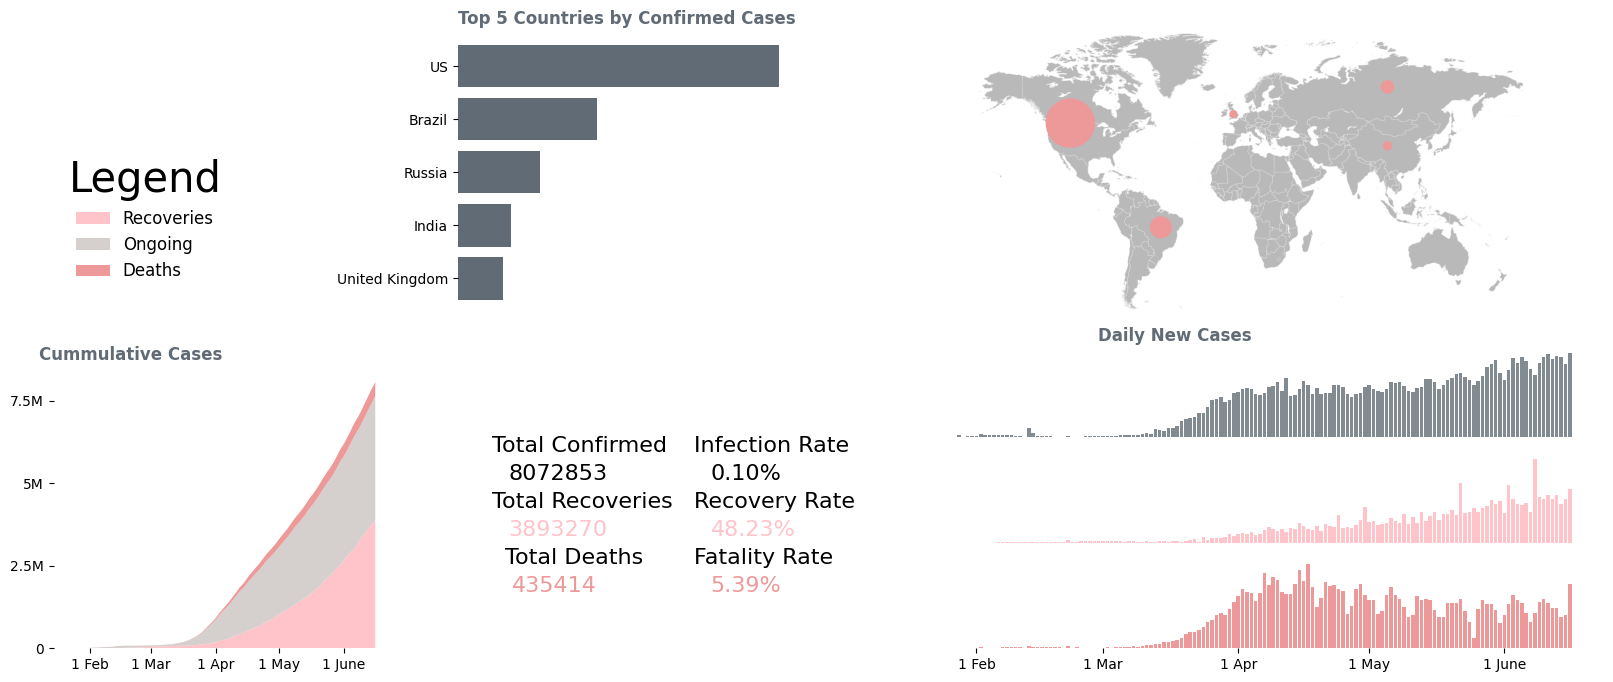 Top 5 Countries by Confirmed Cases
US
Brazil
Russia
India
United Kingdom
Legend
Recoveries
Ongoing
Deaths
Cummulative Cases
7.5M
5M
2.5M
0
1 Feb
1 Mar
1 Apr
1 May
1 June
Total Confirmed
8072853
Total Recoveries
3893270
Total Deaths
435414
Infection Rate
0.10%
Recovery Rate
48.23%
Fatality Rate
5.39%
Daily New Cases
1 Feb
1 Mar
1 Apr
1 May
1 June